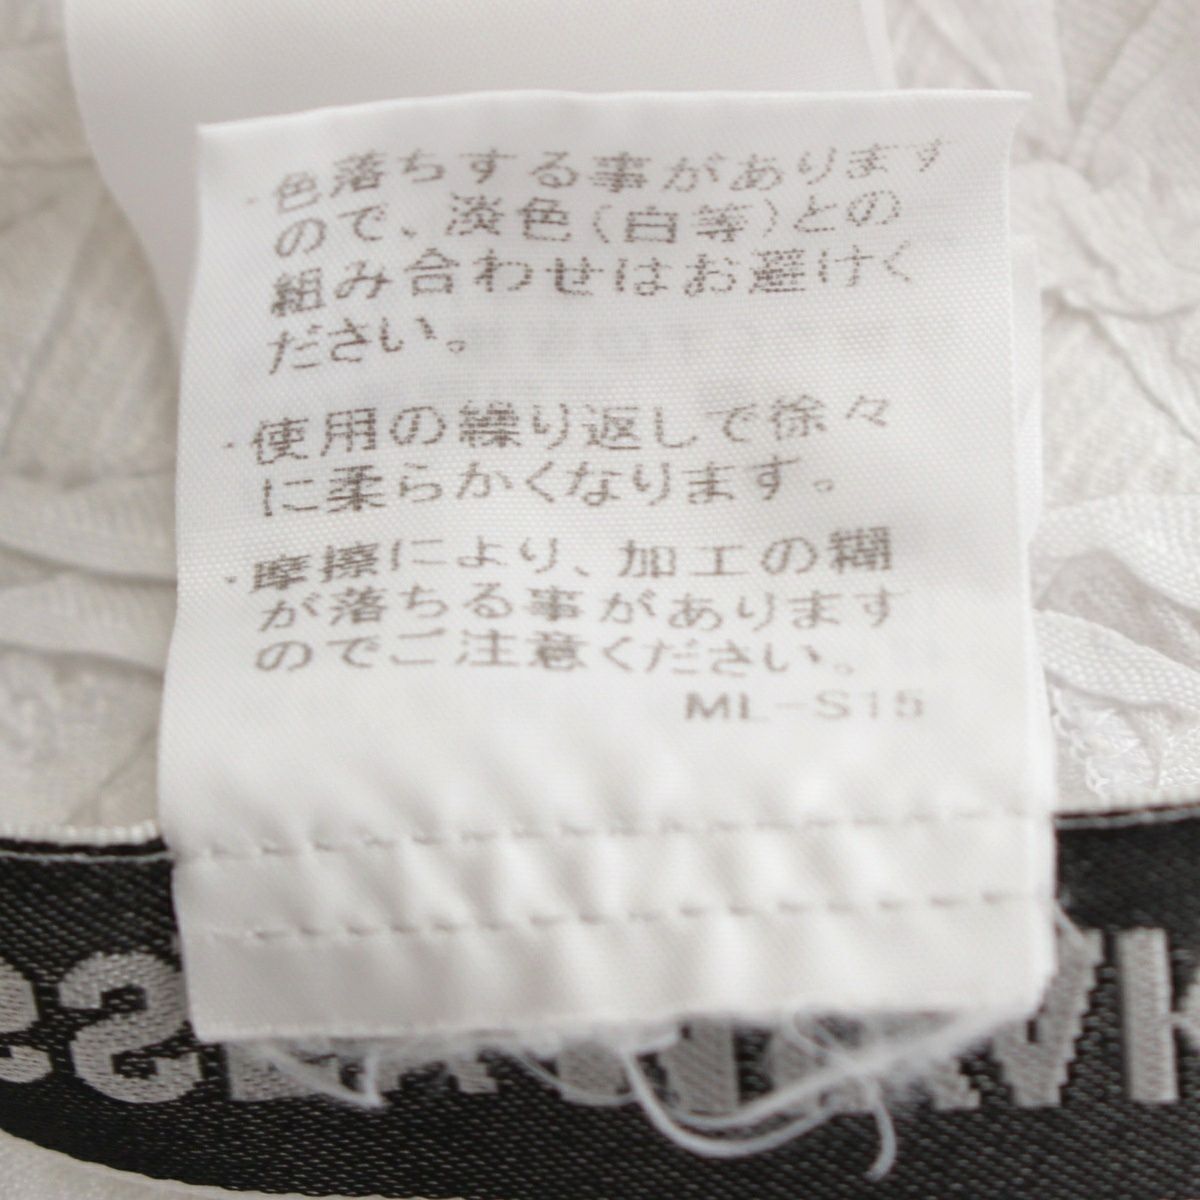 ・色落ちする事があります
ので、淡色(白等)との
組み合わせはお避けく
ださい。
・使用の繰り返しで徐々
に柔らかくなります。
・摩擦により、加工の糊
が落ちる事があります
のでご注意ください。
ML-S15